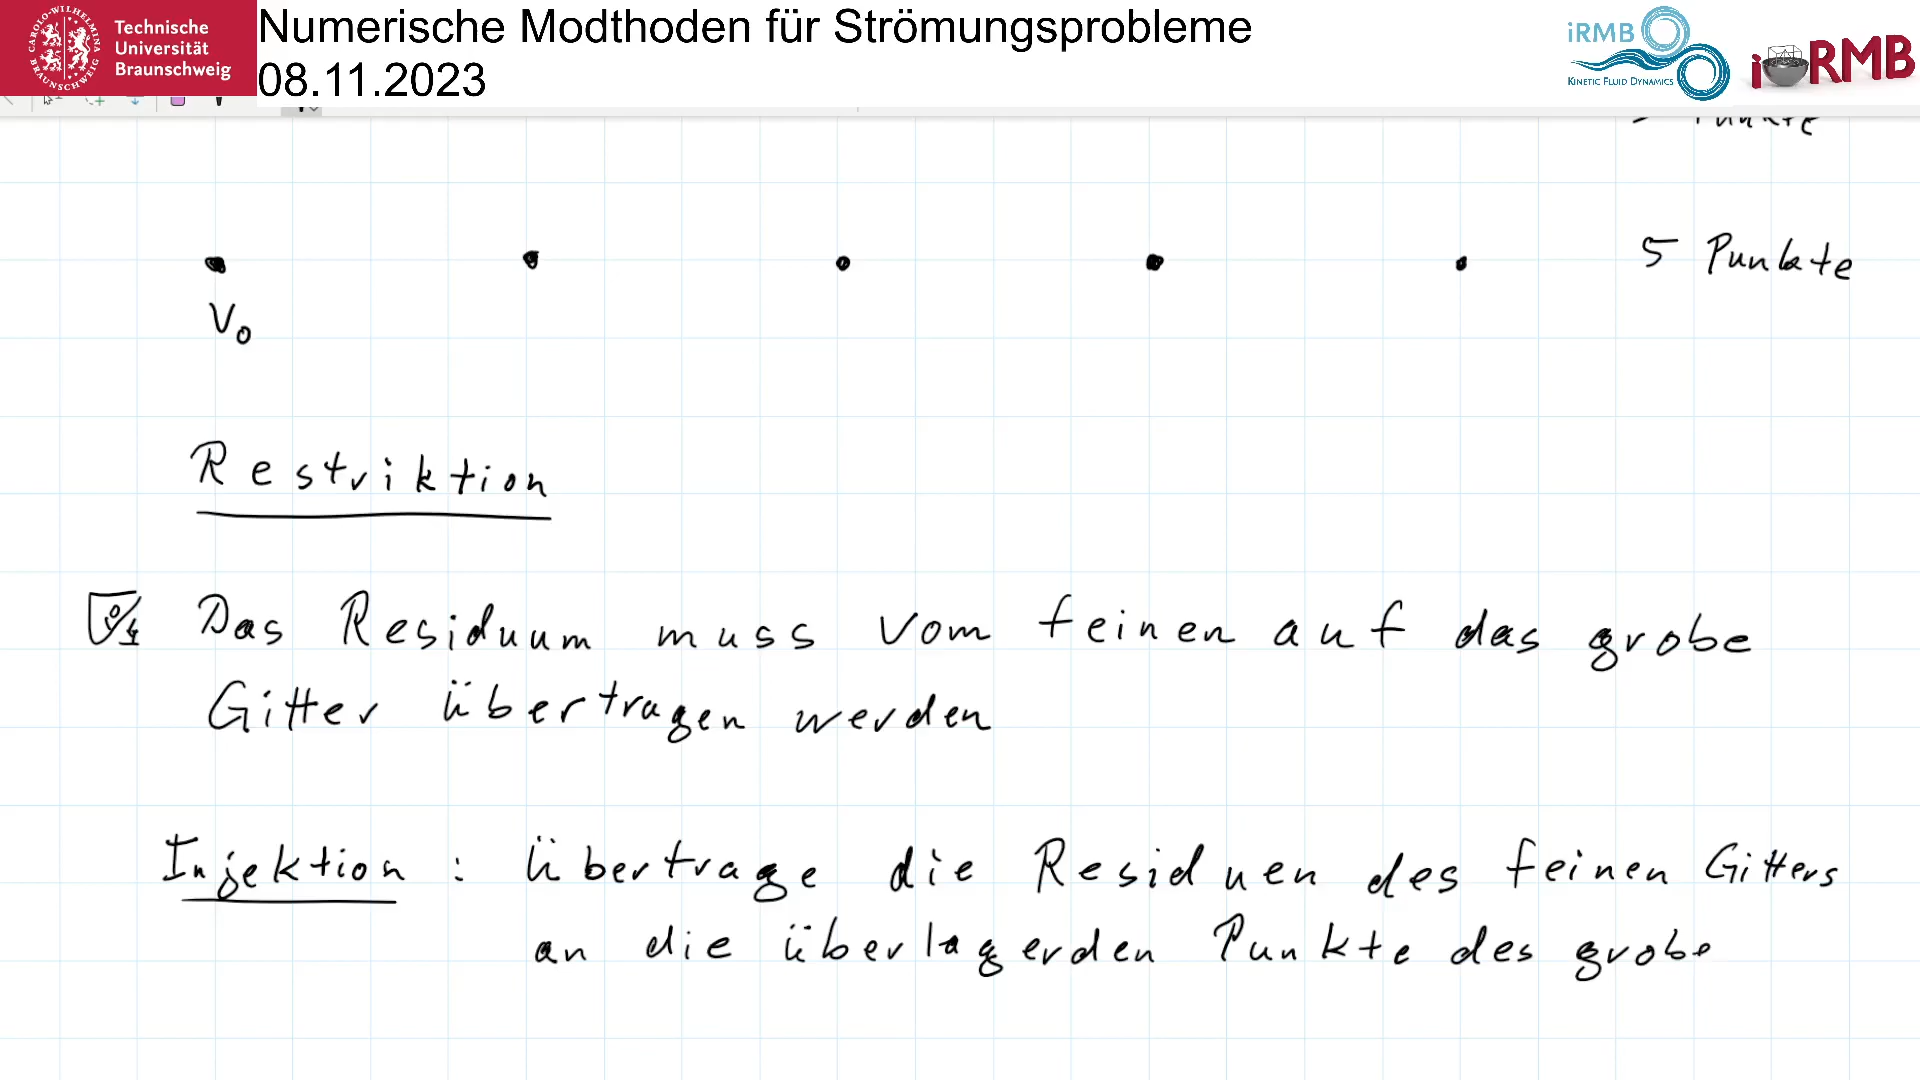 Technische
Universität
Braunschweig
Numerische Modthoden für Strömungsprobleme
08.11.2023
iRMB
KINETIC FLUID DYNAMICS
iRMB
Punkte
5 Punkte
V0
Restriktion
Das Residuum muss vom feinen auf das grobe
Gitter übertragen werden
Injektion : übertrage die Residuen des feinen Gitters
an die überlagerden Punkte des grobe